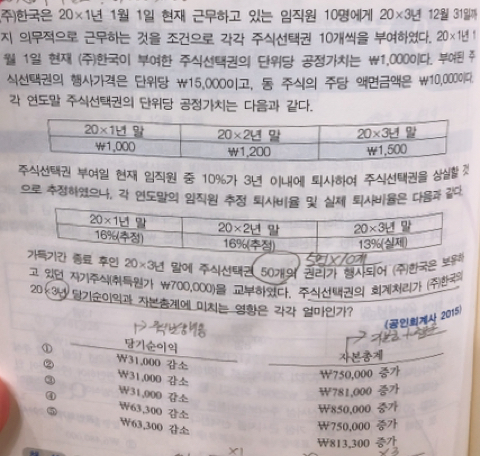 (주)한국은 20×1년 1월 1일 현재 근무하고 있는 임직원 10명에게 20×3년 12월 31일까
지 의무적으로 근무하는 것을 조건으로 각각 주식선택권 10개씩을 부여하였다. 20×1년 1
월 1일 현재 (주)한국이 부여한 주식선택권의 단위당 공정가치는 ₩1,000이다. 부여된 주
식선택권의 행사가격은 단위당 ₩15,000이고, 동 주식의 주당 액면금액은 ₩10,000이다.
각 연도말 주식선택권의 단위당 공정가치는 다음과 같다.
20×1년 말 20×2년 말 20×3년 말
₩1,000 ₩1,200 ₩1,500
주식선택권 부여일 현재 임직원 중 10%가 3년 이내에 퇴사하여 주식선택권을 상실할 것
으로 추정하였으나, 각 연도말의 임직원 추정 퇴사비율 및 실제 퇴사비율은 다음과 같다.
20×1년 말 20×2년 말 20×3년 말
16%(추정) 16%(추정) 13%(실제)
5명×10개
가득기간 종료 후인 20×3년 말에 주식선택권 50개의 권리가 행사되어 (주)한국은 보유하
고 있던 자기주식(취득원가 ₩700,000)을 교부하였다. 주식선택권의 회계처리가 (주)한국의
20×3년 당기순이익과 자본총계에 미치는 영향은 각각 얼마인가?
(공인회계사 2015)
당기순이익 자본총계
① ₩31,000 감소 ₩750,000 증가
② ₩31,000 감소 ₩781,000 증가
③ ₩31,000 감소 ₩850,000 증가
④ ₩63,300 감소 ₩750,000 증가
⑤ ₩63,300 감소 ₩813,300 증가
×1 ×3